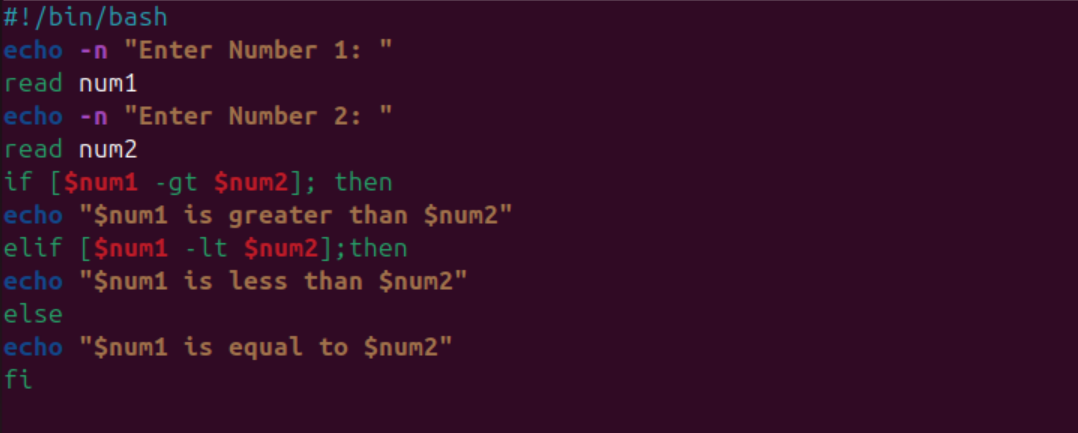 #!/bin/bash
echo -n "Enter Number 1: "
read num1
echo -n "Enter Number 2: "
read num2
if [$num1 -gt $num2]; then
echo "$num1 is greater than $num2"
elif [$num1 -lt $num2];then
echo "$num1 is less than $num2"
else
echo "$num1 is equal to $num2"
fi